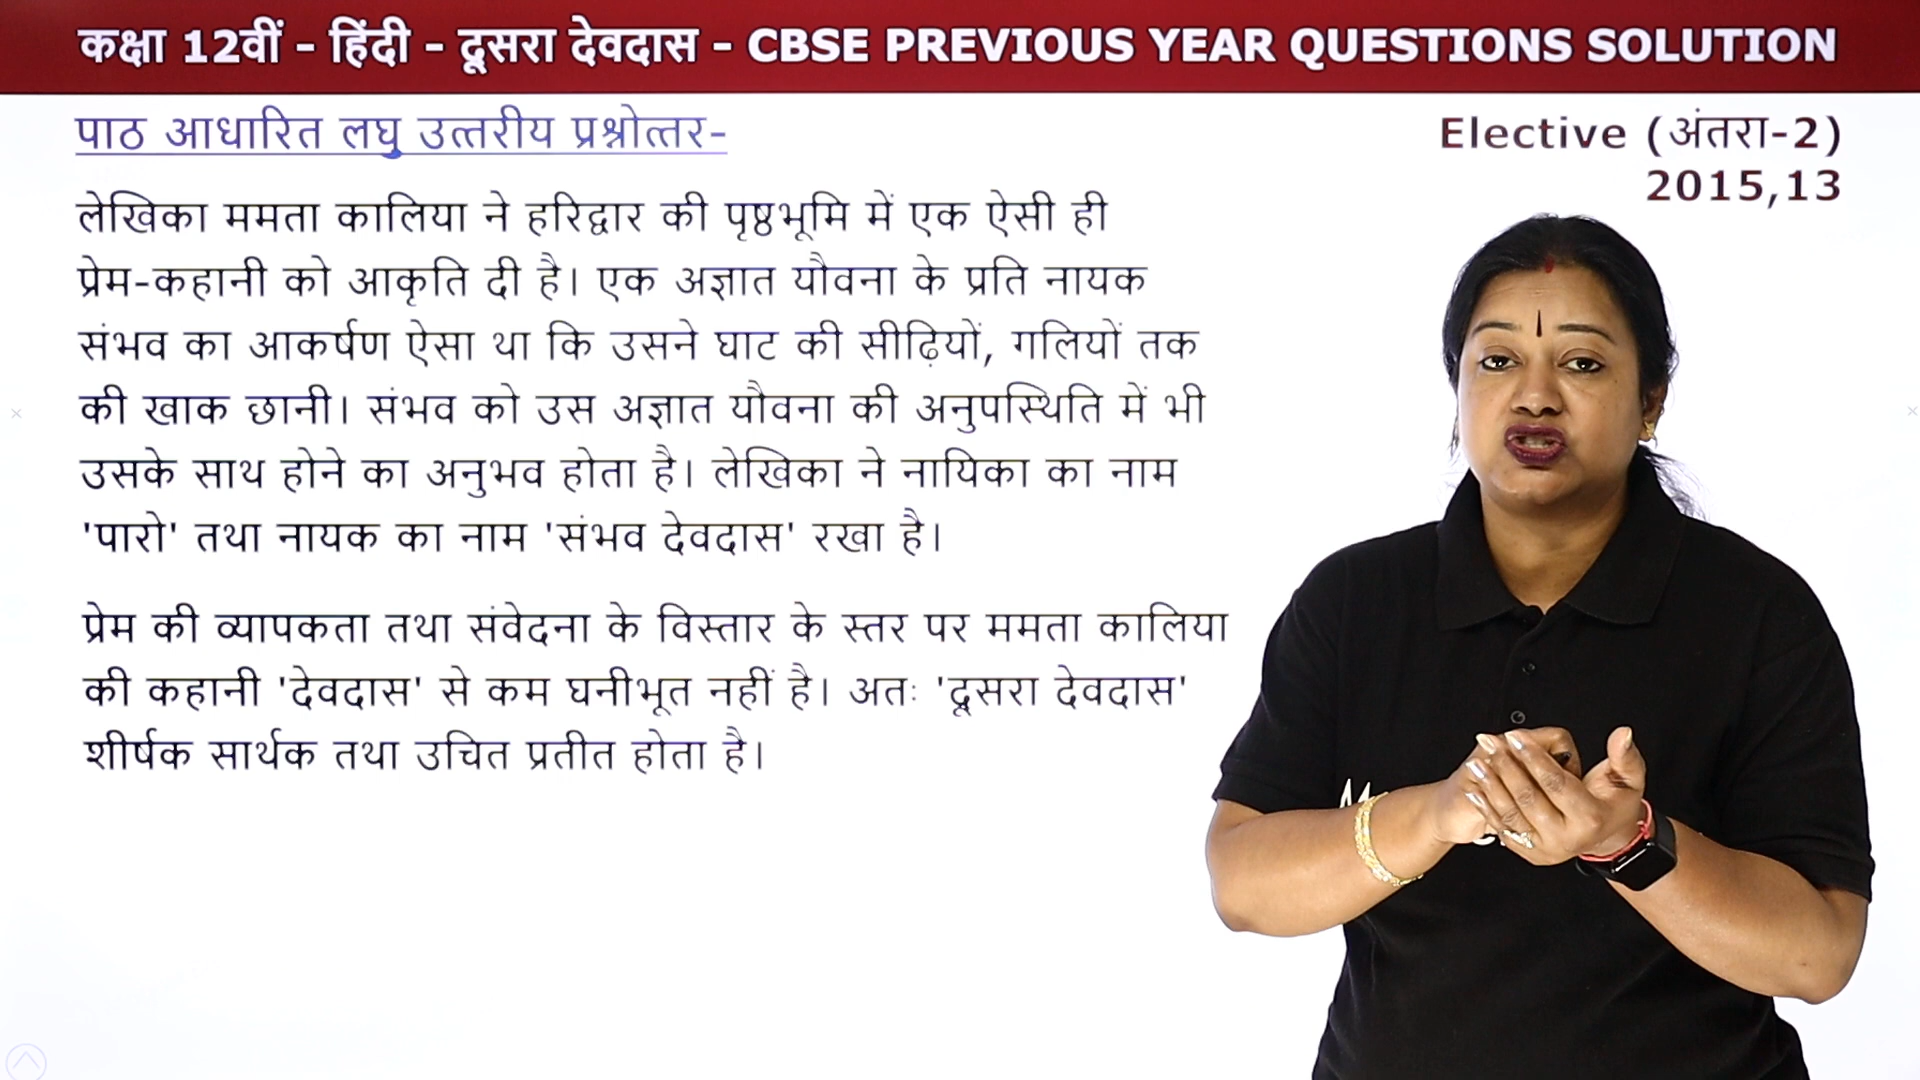 कक्षा 12वीं - हिंदी - दूसरा देवदास - CBSE PREVIOUS YEAR QUESTIONS SOLUTION
पाठ आधारित लघु उत्तरीय प्रश्नोत्तर-
Elective (अंतरा-2)
2015,13
लेखिका ममता कालिया ने हरिद्वार की पृष्ठभूमि में एक ऐसी ही
प्रेम-कहानी को आकृति दी है। एक अज्ञात यौवना के प्रति नायक
संभव का आकर्षण ऐसा था कि उसने घाट की सीढ़ियों, गलियों तक
की खाक छानी। संभव को उस अज्ञात यौवना की अनुपस्थिति में भी
उसके साथ होने का अनुभव होता है। लेखिका ने नायिका का नाम
'पारो' तथा नायक का नाम 'संभव देवदास' रखा है।
प्रेम की व्यापकता तथा संवेदना के विस्तार के स्तर पर ममता कालिया
की कहानी 'देवदास' से कम घनीभूत नहीं है। अतः 'दूसरा देवदास'
शीर्षक सार्थक तथा उचित प्रतीत होता है।